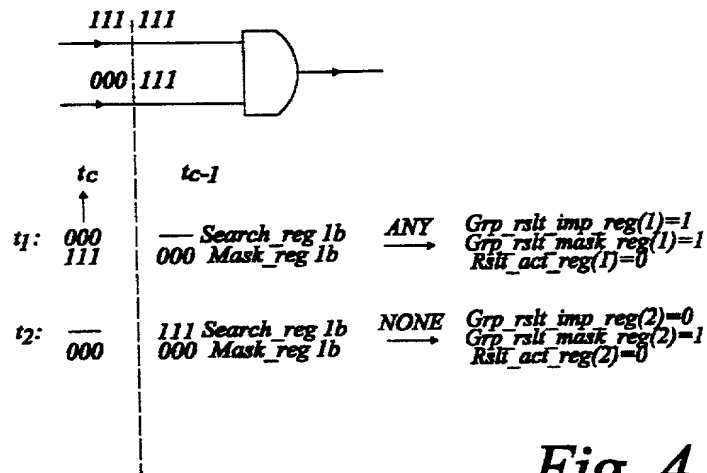 111 111
000 111
tc tc-1
t1: 000 — Search_reg 1b ANY Grp_rslt_imp_reg(1)=1
111 000 Mask_reg 1b Grp_rslt_mask_reg(1)=1
Rslt_act_reg(1)=0
t2: — 111 Search_reg 1b NONE Grp_rslt_imp_reg(2)=0
000 000 Mask_reg 1b Grp_rslt_mask_reg(2)=1
Rslt_act_reg(2)=0
Fig. 4